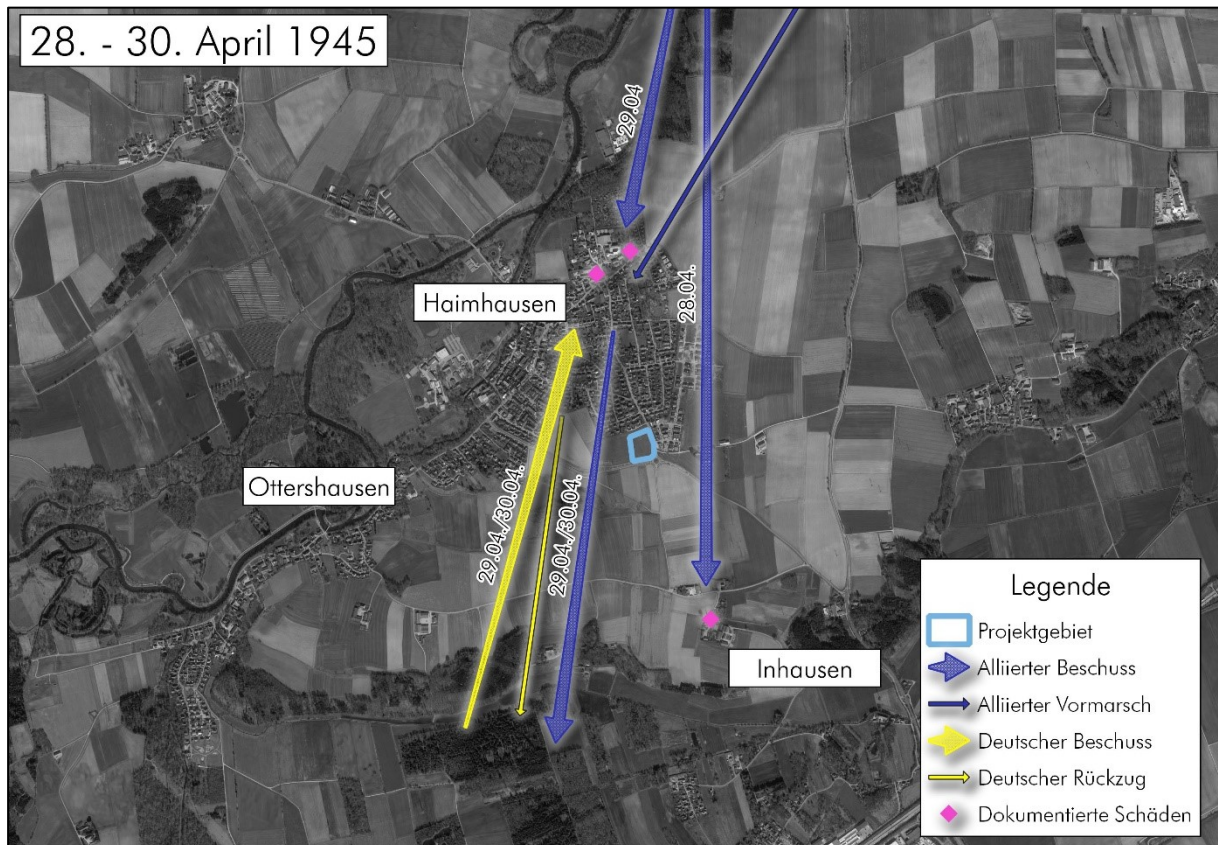 28. - 30. April 1945
29.04
28.04.
Haimhausen
Ottershausen
29.04./30.04.
29.04./30.04.
Inhausen
Legende
Projektgebiet
Alliierter Beschuss
Alliierter Vormarsch
Deutscher Beschuss
Deutscher Rückzug
Dokumentierte Schäden